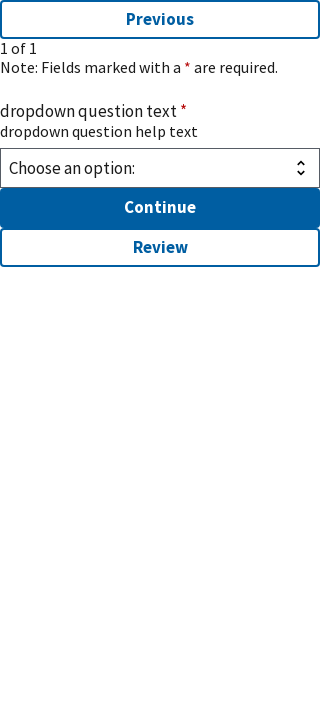 Previous
1 of 1
Note: Fields marked with a * are required.
dropdown question text *
dropdown question help text
Choose an option:
Continue
Review